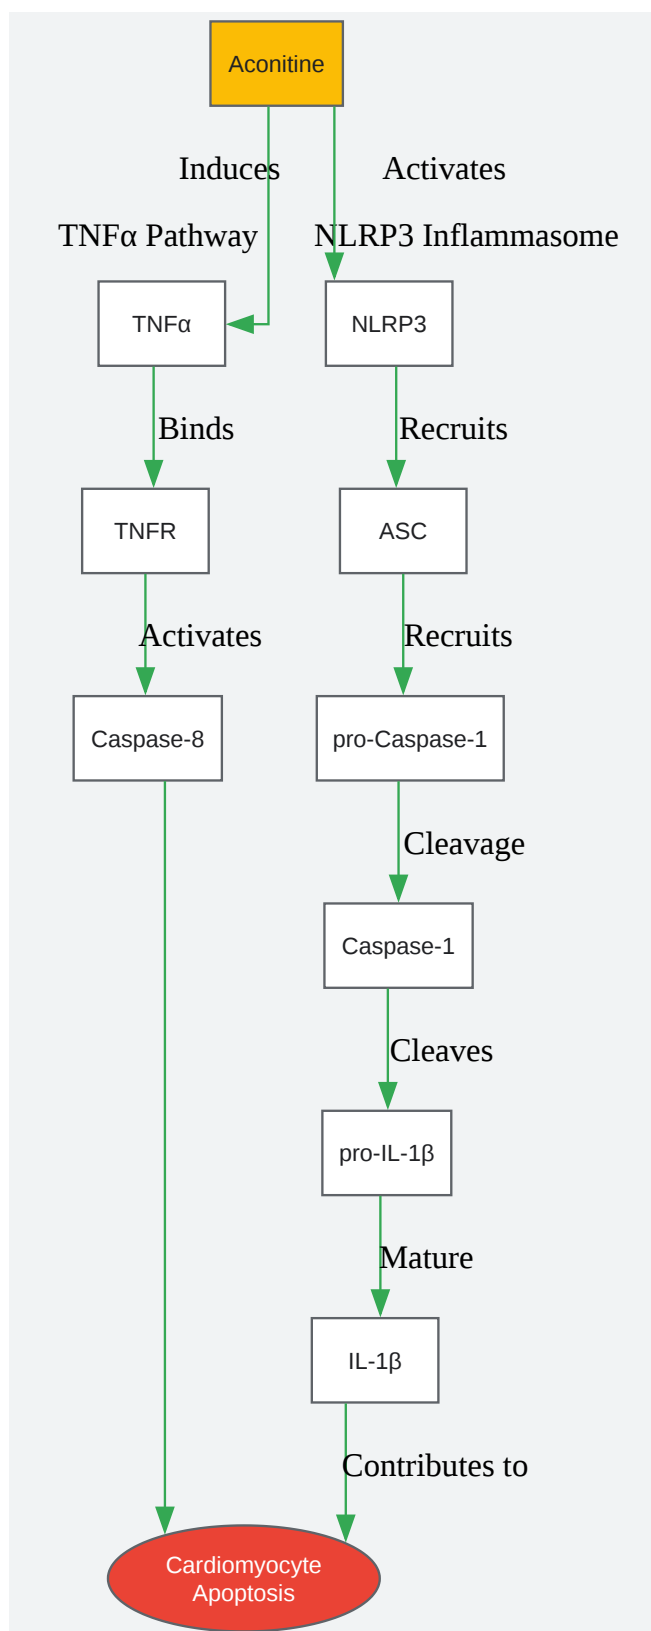 Aconitine
Induces
Activates
TNFα Pathway
NLRP3 Inflammasome
TNFα
NLRP3
Binds
Recruits
TNFR
ASC
Activates
Recruits
Caspase-8
pro-Caspase-1
Cleavage
Caspase-1
Cleaves
pro-IL-1β
Mature
IL-1β
Contributes to
Cardiomyocyte
Apoptosis